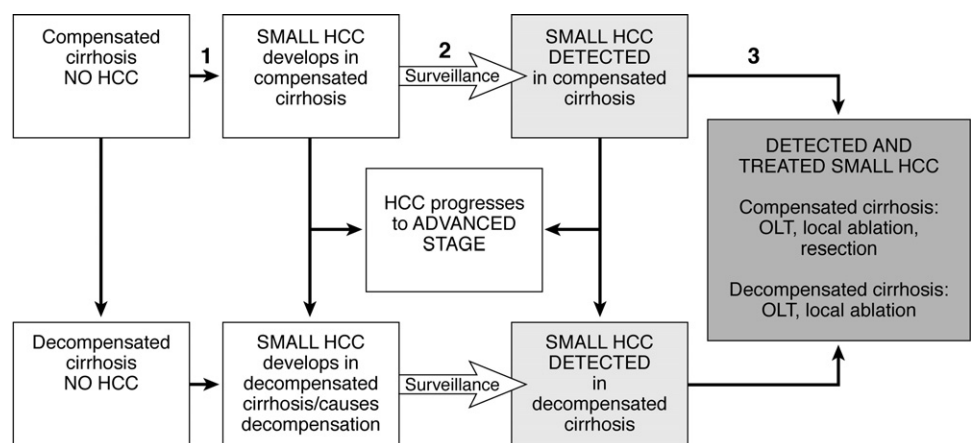 Compensated
cirrhosis
NO HCC
1
SMALL HCC
develops in
compensated
cirrhosis
2
Surveillance
SMALL HCC
DETECTED
in compensated
cirrhosis
3
DETECTED AND
TREATED SMALL HCC
Compensated cirrhosis:
OLT, local ablation,
resection
Decompensated cirrhosis:
OLT, local ablation
HCC progresses
to ADVANCED
STAGE
Decompensated
cirrhosis
NO HCC
SMALL HCC
develops in
decompensated
cirrhosis/causes
decompensation
Surveillance
SMALL HCC
DETECTED
in
decompensated
cirrhosis